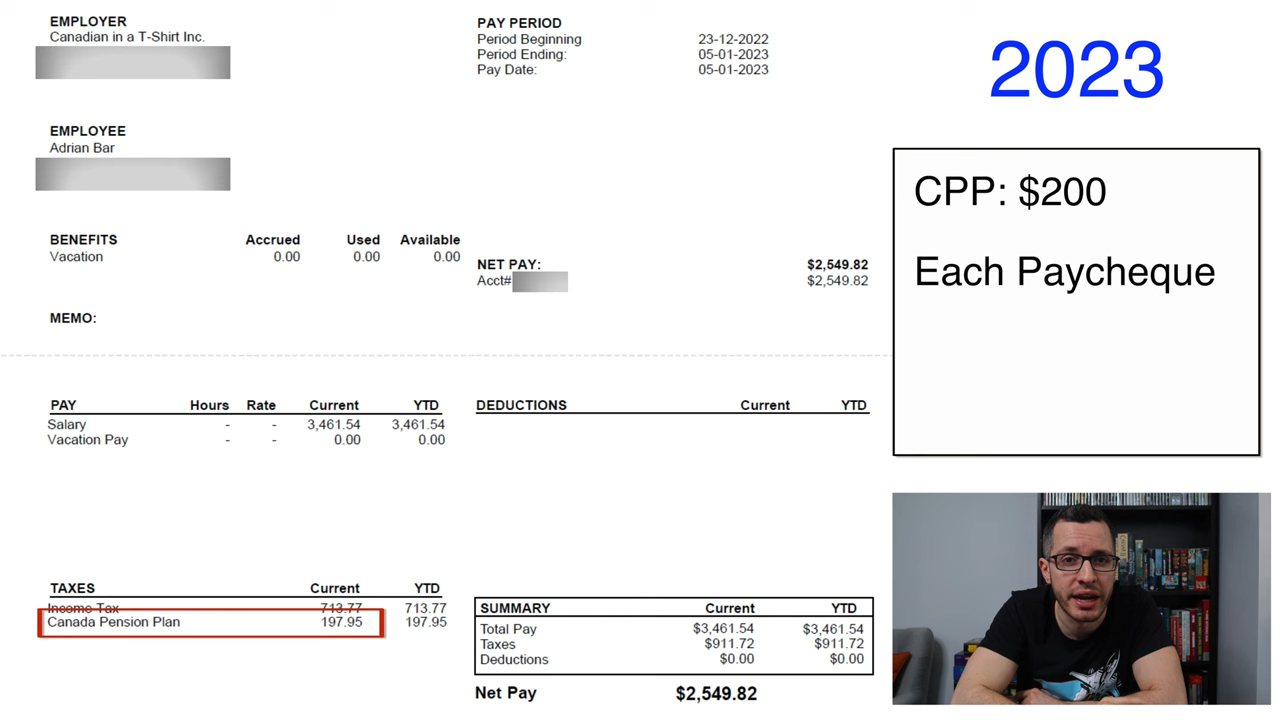 EMPLOYER
Canadian in a T-Shirt Inc.
PAY PERIOD
Period Beginning 23-12-2022
Period Ending: 05-01-2023
Pay Date: 05-01-2023
2023
EMPLOYEE
Adrian Bar
CPP: $200
Each Paycheque
BENEFITS Accrued Used Available
Vacation 0.00 0.00 0.00
NET PAY: $2,549.82
Acct# $2,549.82
MEMO:
PAY Hours Rate Current YTD
Salary - - 3,461.54 3,461.54
Vacation Pay - - 0.00 0.00
DEDUCTIONS Current YTD
TAXES Current YTD
Income Tax 713.77 713.77
Canada Pension Plan 197.95 197.95
SUMMARY Current YTD
Total Pay $3,461.54 $3,461.54
Taxes $911.72 $911.72
Deductions $0.00 $0.00
Net Pay $2,549.82